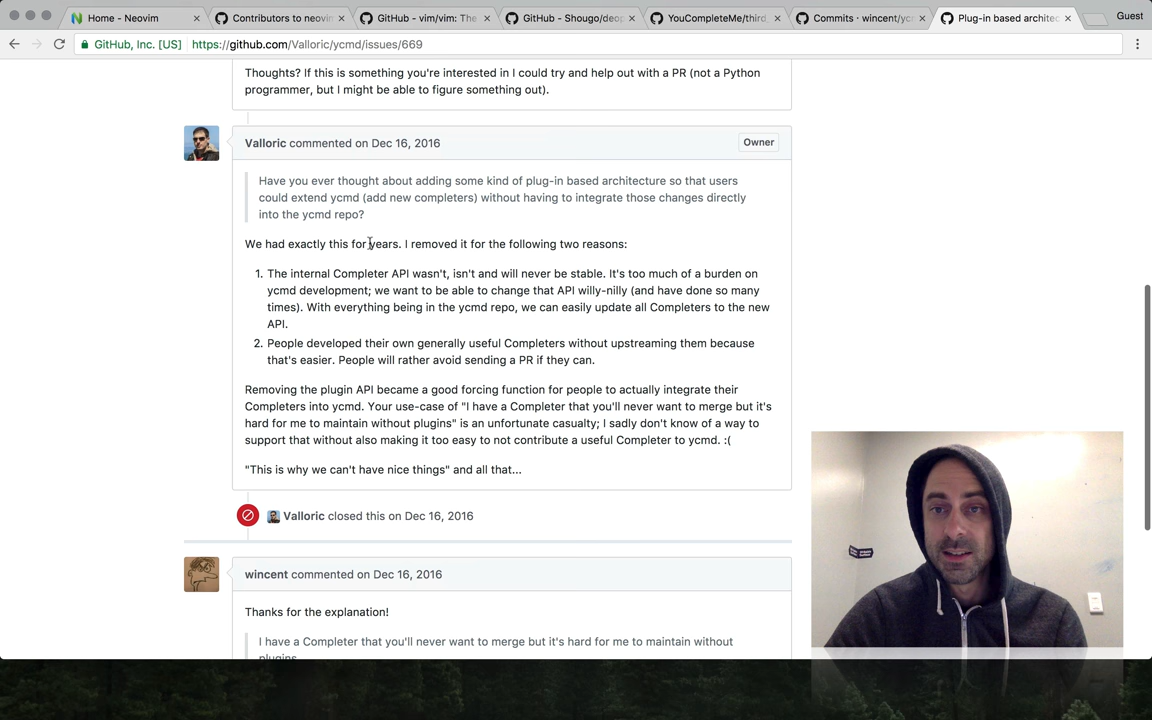 Home - Neovim
Contributors to neovim
GitHub - vim/vim: The
GitHub - Shougo/deop
YouCompleteMe/third
Commits · wincent/yc
Plug-in based architec
Guest
GitHub, Inc. [US]
https://github.com/Valloric/ycmd/issues/669
Thoughts? If this is something you're interested in I could try and help out with a PR (not a Python
programmer, but I might be able to figure something out).
Valloric commented on Dec 16, 2016
Owner
Have you ever thought about adding some kind of plug-in based architecture so that users
could extend ycmd (add new completers) without having to integrate those changes directly
into the ycmd repo?
We had exactly this for years. I removed it for the following two reasons:
1. The internal Completer API wasn't, isn't and will never be stable. It's too much of a burden on
ycmd development; we want to be able to change that API willy-nilly (and have done so many
times). With everything being in the ycmd repo, we can easily update all Completers to the new
API.
2. People developed their own generally useful Completers without upstreaming them because
that's easier. People will rather avoid sending a PR if they can.
Removing the plugin API became a good forcing function for people to actually integrate their
Completers into ycmd. Your use-case of "I have a Completer that you'll never want to merge but it's
hard for me to maintain without plugins" is an unfortunate casualty; I sadly don't know of a way to
support that without also making it too easy to not contribute a useful Completer to ycmd. :(
"This is why we can't have nice things" and all that...
Valloric closed this on Dec 16, 2016
wincent commented on Dec 16, 2016
Thanks for the explanation!
I have a Completer that you'll never want to merge but it's hard for me to maintain without
plugins